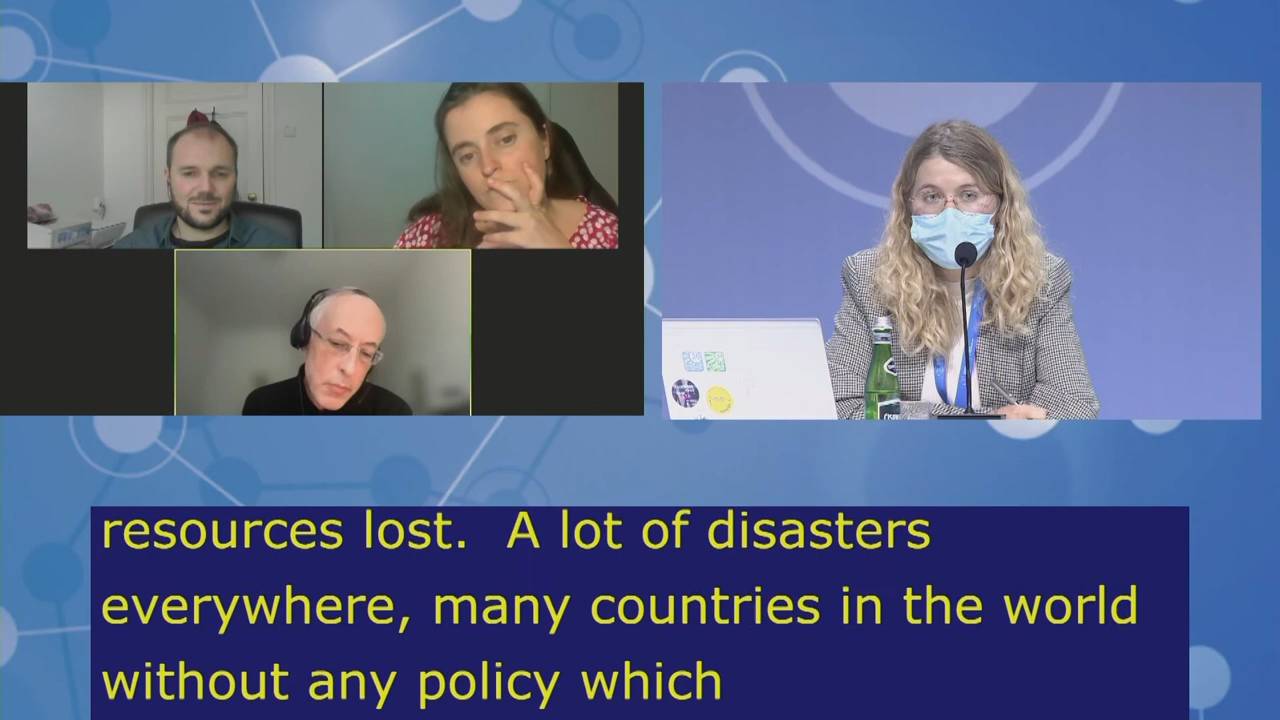 resources lost.  A lot of disasters
everywhere, many countries in the world
without any policy which